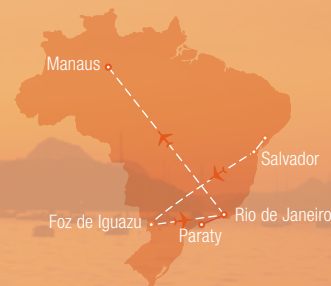 Manaus
Salvador
Foz de Iguazu
Rio de Janeiro
Paraty